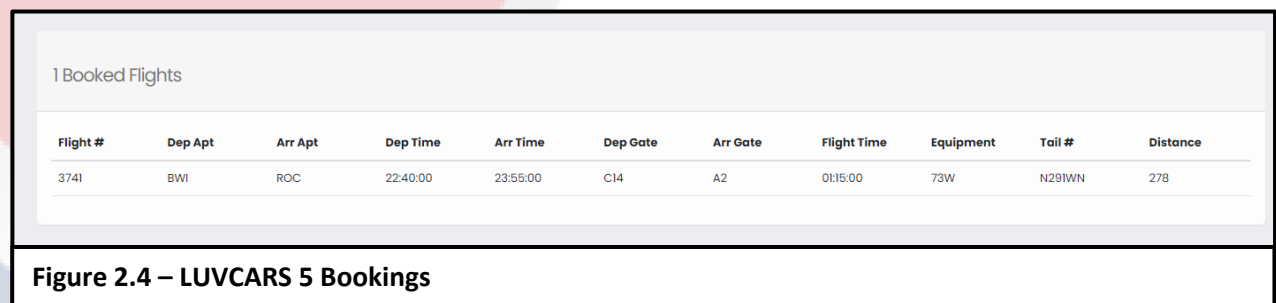 1 Booked Flights
Flight # Dep Apt Arr Apt Dep Time Arr Time Dep Gate Arr Gate Flight Time Equipment Tail # Distance
3741 BWI ROC 22:40:00 23:55:00 C14 A2 01:15:00 73W N291WN 278
Figure 2.4 – LUVCARS 5 Bookings